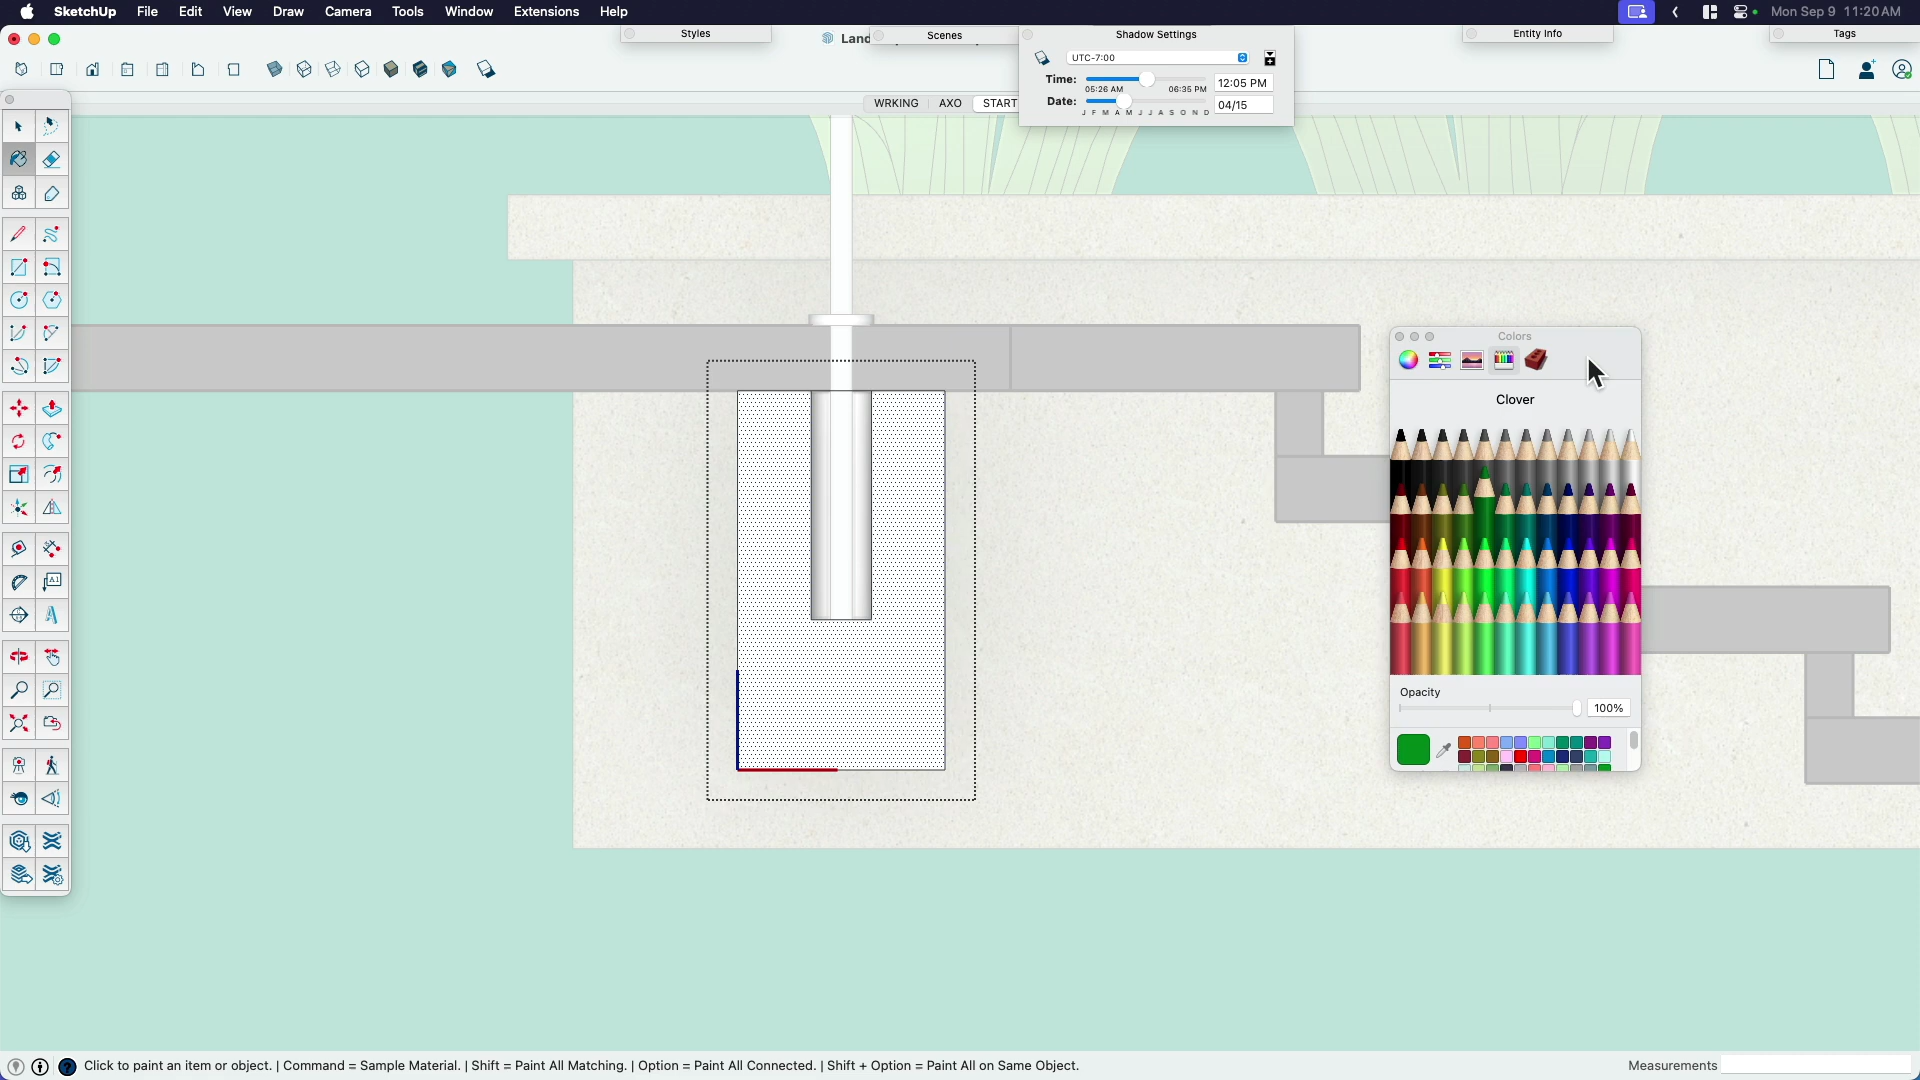 SketchUp File Edit View Draw Camera Tools Window Extensions Help Mon Sep 9 11:20AM
Styles
Land
Scenes
Shadow Settings
Entity Info
Tags
UTC-7:00
Time:
05:26 AM
06:35 PM
12:05 PM
Date:
J F M A M J J A S O N D
04/15
WRKING AXO START
Colors
Clover
Opacity
100%
A1
Click to paint an item or object. | Command = Sample Material. | Shift = Paint All Matching. | Option = Paint All Connected. | Shift + Option = Paint All on Same Object.
Measurements